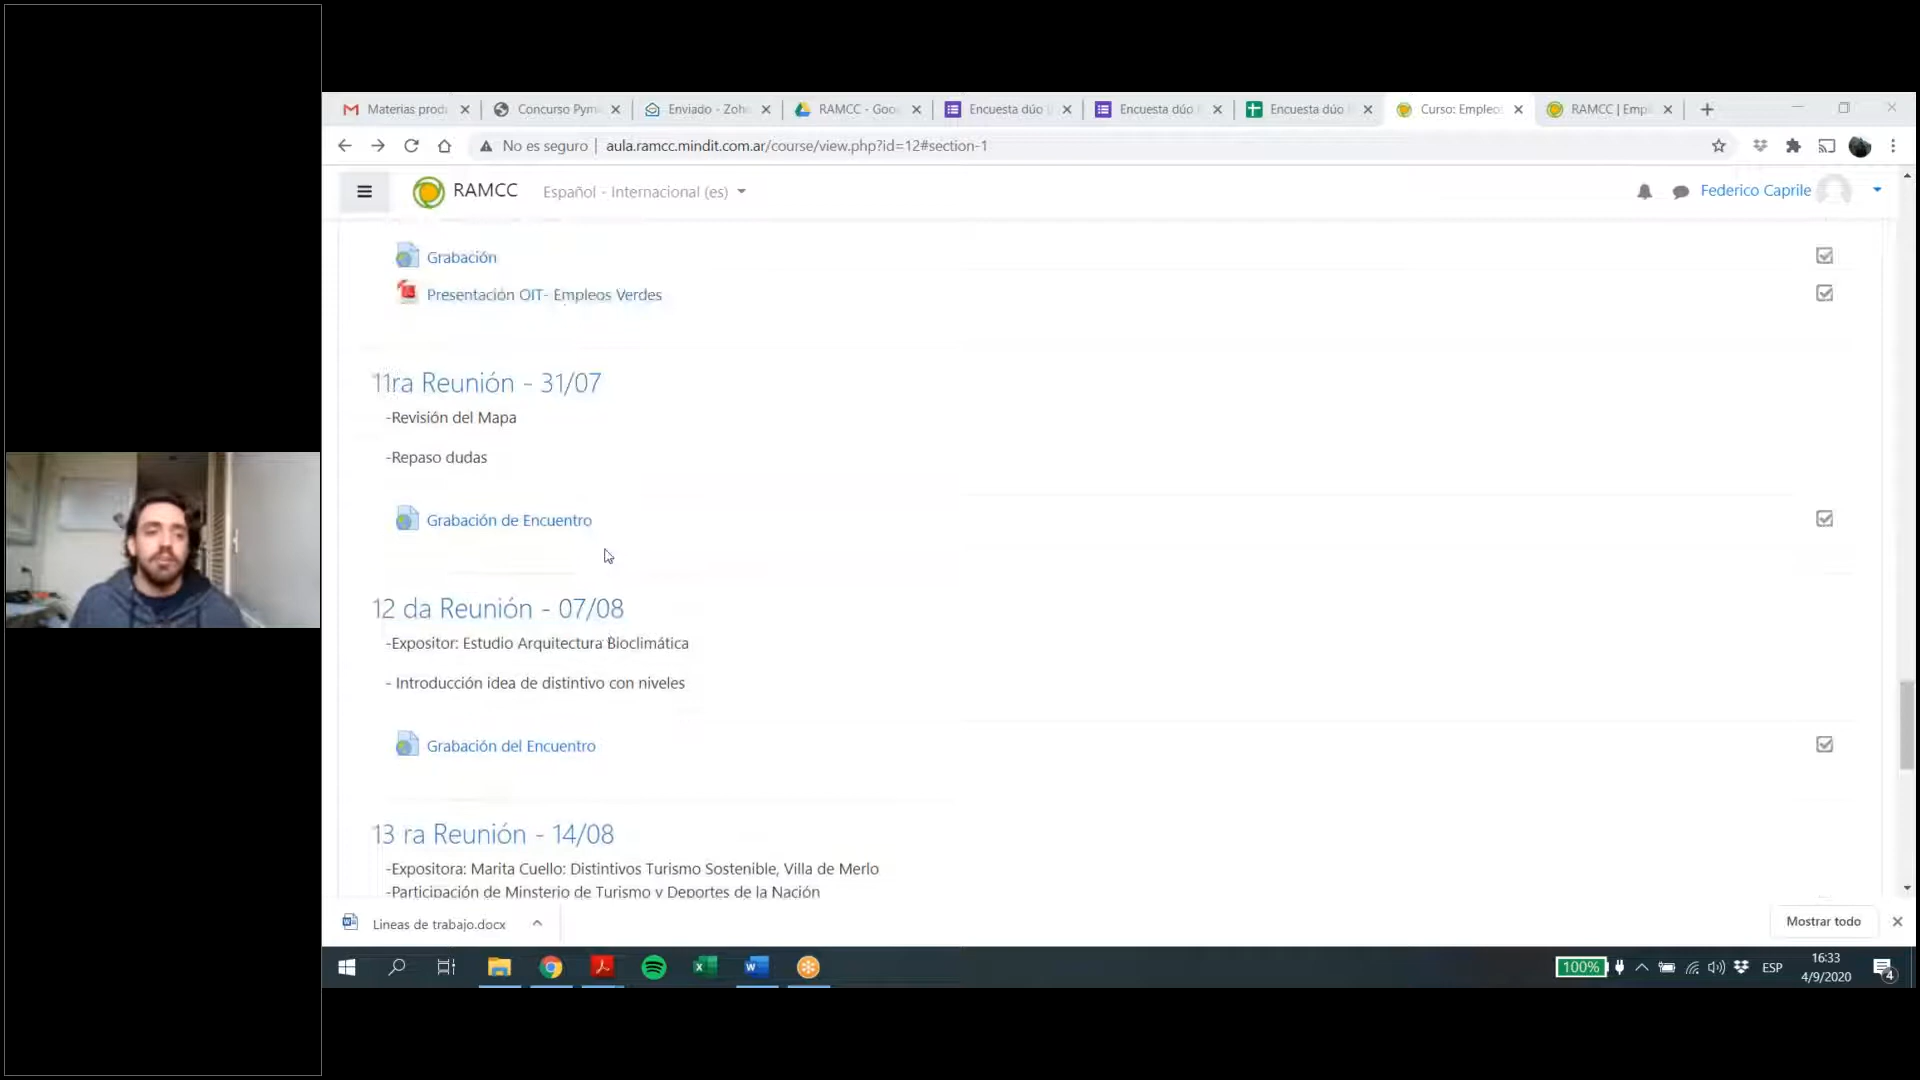 Materias prod
Concurso Pym
Enviado - Zoh
RAMCC - Goo
Encuesta dúo
Encuesta dúo
Encuesta dúo
Curso: Empleo
RAMCC | Emp
No es seguro | aula.ramcc.mindit.com.ar/course/view.php?id=12#section-1
RAMCC
Español - Internacional (es)
Federico Caprile
Grabación
Presentación OIT- Empleos Verdes
11ra Reunión - 31/07
-Revisión del Mapa
-Repaso dudas
Grabación de Encuentro
12 da Reunión - 07/08
-Expositor: Estudio Arquitectura Bioclimática
- Introducción idea de distintivo con niveles
Grabación del Encuentro
13 ra Reunión - 14/08
-Expositora: Marita Cuello: Distintivos Turismo Sostenible, Villa de Merlo
-Participación de Minsterio de Turismo y Deportes de la Nación
Lineas de trabajo.docx
Mostrar todo
100%
ESP
16:33
4/9/2020
4